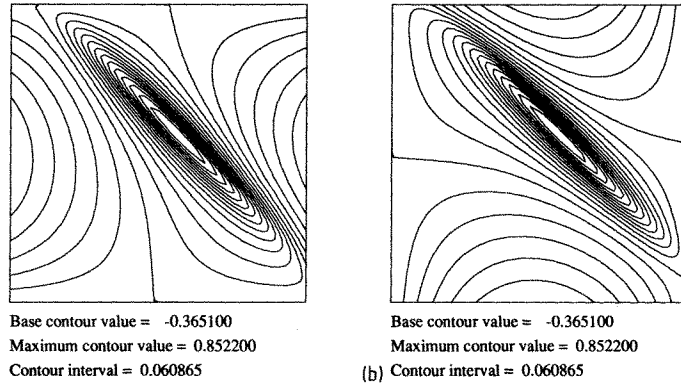 Base contour value = -0.365100
Maximum contour value = 0.852200
Contour interval = 0.060865
(b)
Base contour value = -0.365100
Maximum contour value = 0.852200
Contour interval = 0.060865